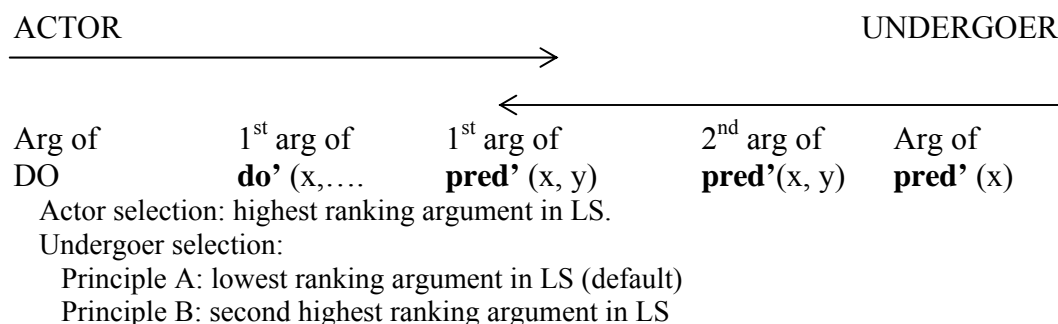 ACTOR UNDERGOER
Arg of 1st arg of 1st arg of 2nd arg of Arg of
DO do’ (x,.... pred’ (x, y) pred’(x, y) pred’ (x)
Actor selection: highest ranking argument in LS.
Undergoer selection:
Principle A: lowest ranking argument in LS (default)
Principle B: second highest ranking argument in LS